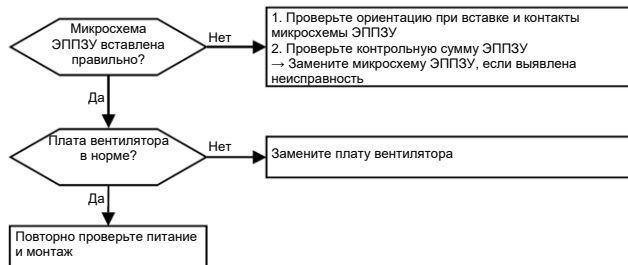 Микросхема
ЭППЗУ вставлена
правильно?
Нет
1. Проверьте ориентацию при вставке и контакты
микросхемы ЭППЗУ
2. Проверьте контрольную сумму ЭППЗУ
→ Замените микросхему ЭППЗУ, если выявлена
неисправность
Да
Плата вентилятора
в норме?
Нет
Замените плату вентилятора
Да
Повторно проверьте питание
и монтаж